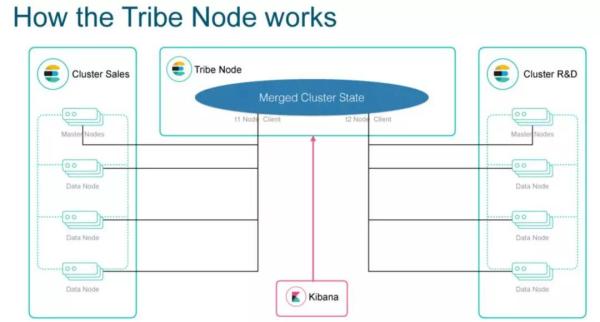 How the Tribe Node works
Cluster Sales
Master Nodes
Data Node
Data Node
Data Node
Tribe Node
Merged Cluster State
t1 Node Client
t2 Node Client
Kibana
Cluster R&D
Master Nodes
Data Node
Data Node
Data Node